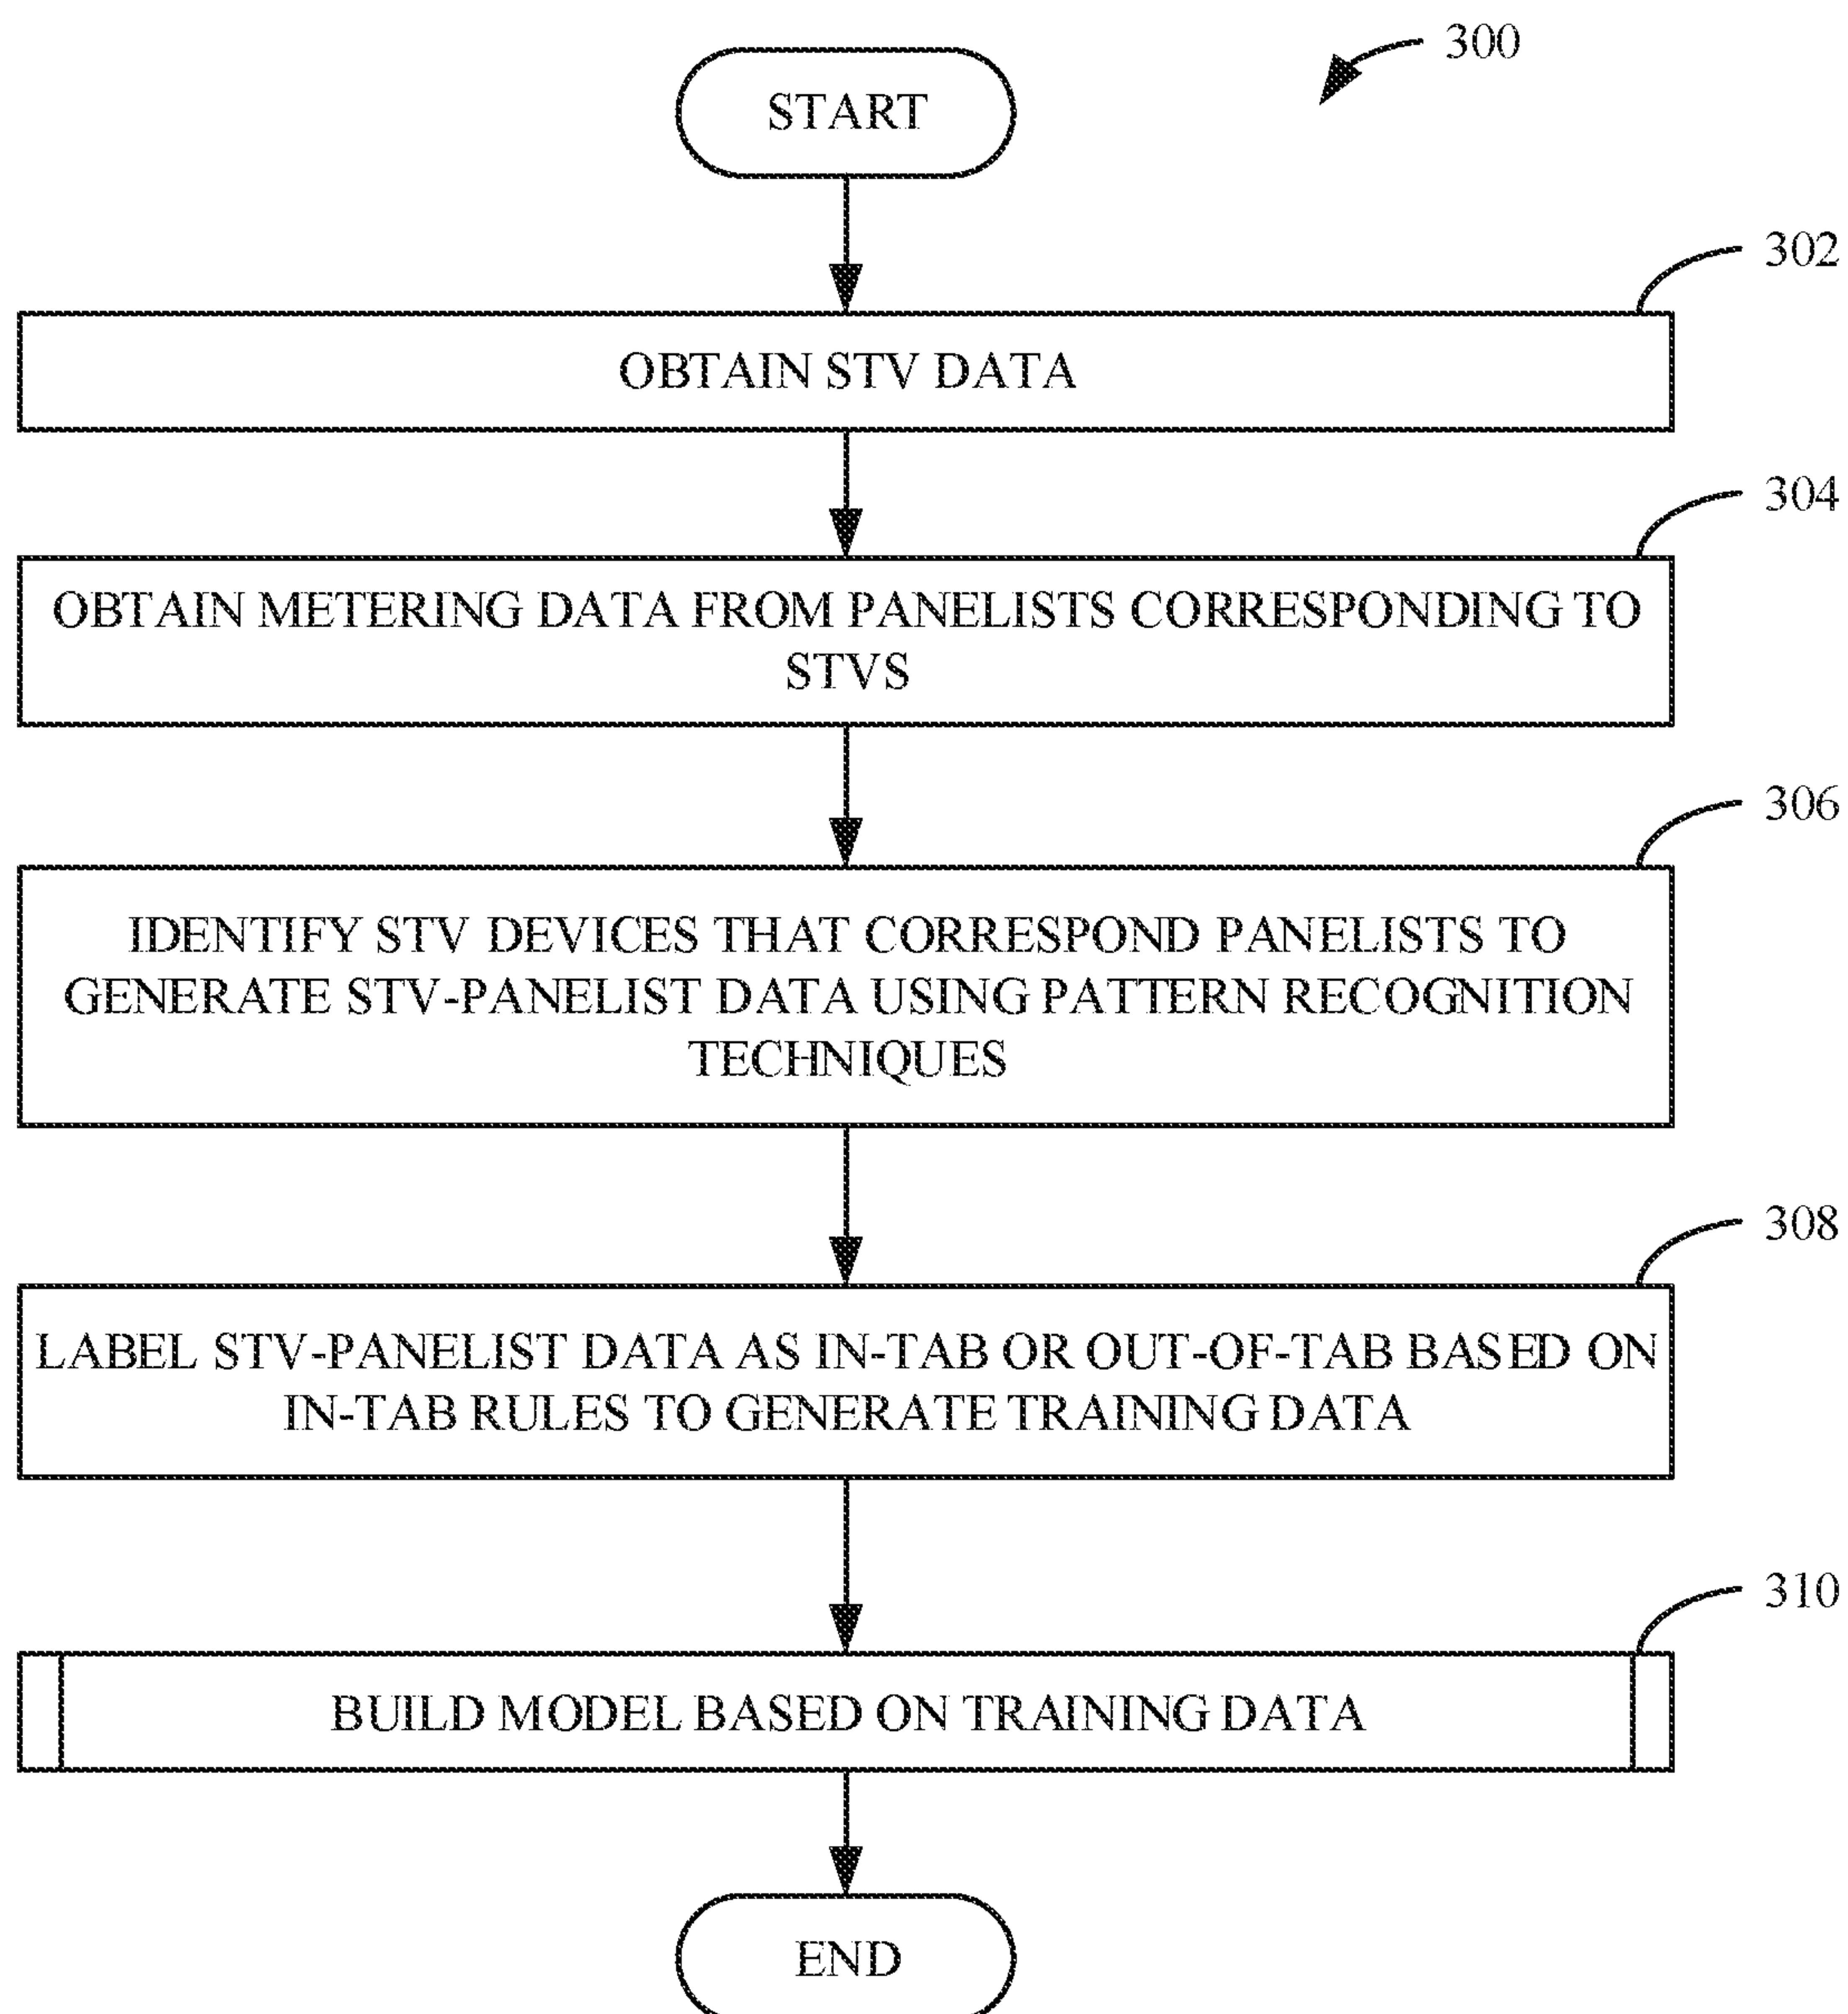 300
START
302
OBTAIN STV DATA
304
OBTAIN METERING DATA FROM PANELISTS CORRESPONDING TO
STVS
306
IDENTIFY STV DEVICES THAT CORRESPOND PANELISTS TO
GENERATE STV-PANELIST DATA USING PATTERN RECOGNITION
TECHNIQUES
308
LABEL STV-PANELIST DATA AS IN-TAB OR OUT-OF-TAB BASED ON
IN-TAB RULES TO GENERATE TRAINING DATA
310
BUILD MODEL BASED ON TRAINING DATA
END